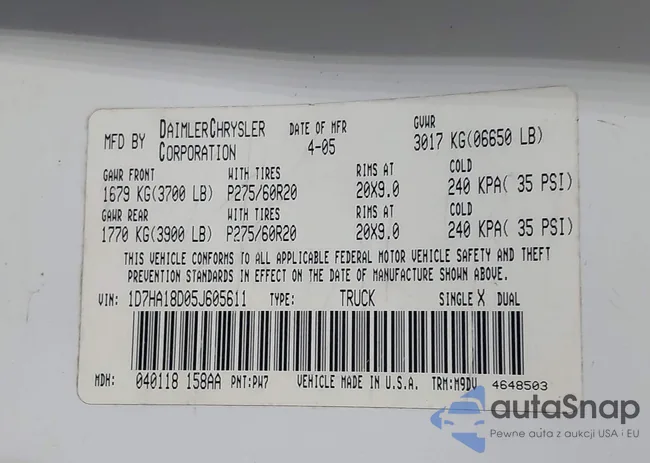 MFD BY DAIMLERCHRYSLER CORPORATION DATE OF MFR 4-05 GVWR 3017 KG(06650 LB)
GAWR FRONT WITH TIRES RIMS AT COLD
1679 KG(3700 LB) P275/60R20 20X9.0 240 KPA( 35 PSI)
GAWR REAR WITH TIRES RIMS AT COLD
1770 KG(3900 LB) P275/60R20 20X9.0 240 KPA( 35 PSI)
THIS VEHICLE CONFORMS TO ALL APPLICABLE FEDERAL MOTOR VEHICLE SAFETY AND THEFT
PREVENTION STANDARDS IN EFFECT ON THE DATE OF MANUFACTURE SHOWN ABOVE.
VIN: 1D7HA18D05J605611 TYPE: TRUCK SINGLE X DUAL
MDH: 040118 158AA PNT:PW7 VEHICLE MADE IN U.S.A. TRM:M9DV 4648503
autaSnap
Pewne auta z aukcji USA i EU